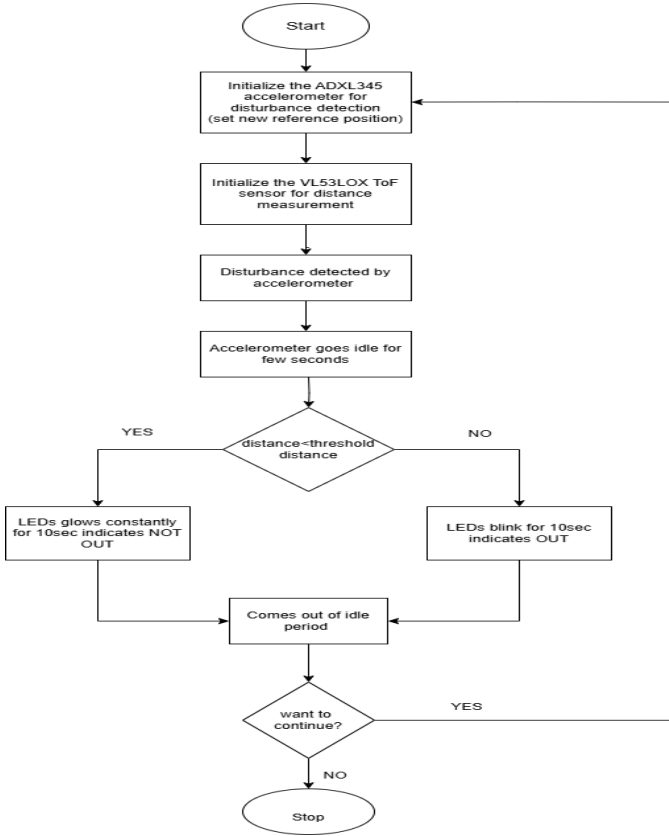 Start
Initialize the ADXL345
accelerometer for
disturbance detection
(set new reference position)
Initialize the VL53LOX ToF
sensor for distance
measurement
Disturbance detected by
accelerometer
Accelerometer goes idle for
few seconds
distance<threshold
distance
YES
NO
LEDs glows constantly
for 10sec indicates NOT
OUT
LEDs blink for 10sec
indicates OUT
Comes out of idle
period
want to
continue?
YES
NO
Stop